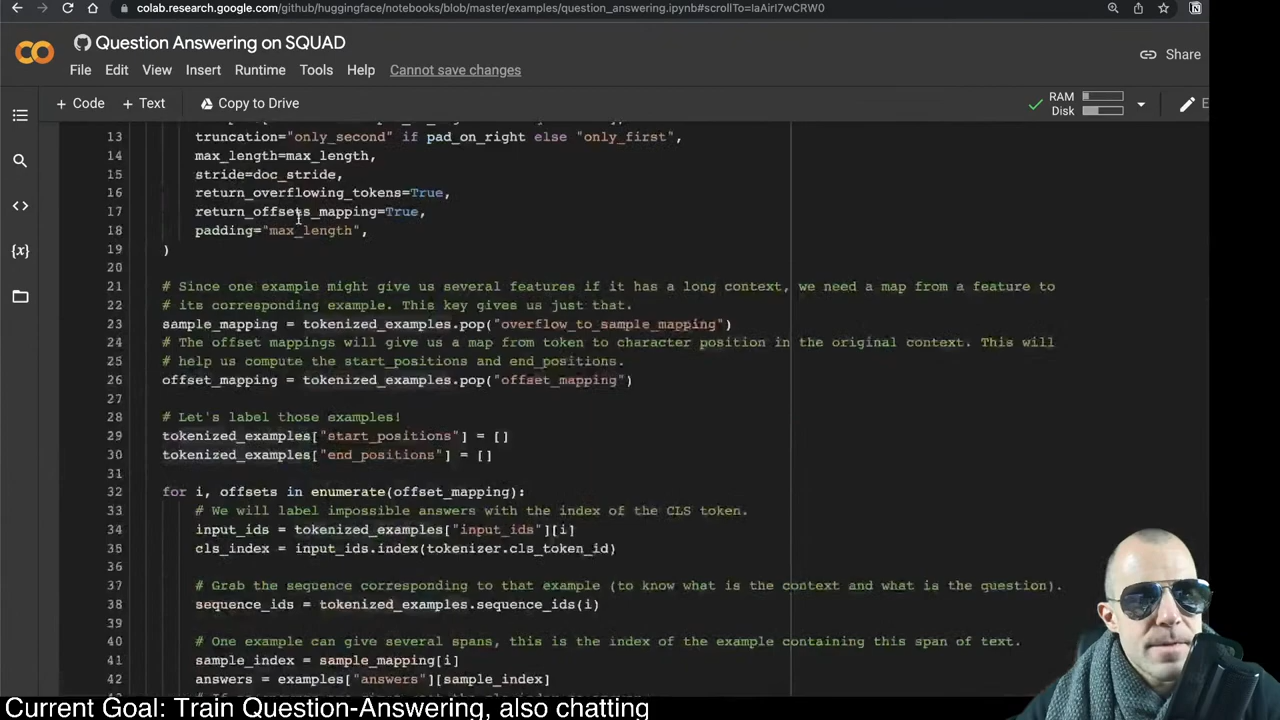 colab.research.google.com/github/huggingface/notebooks/blob/master/examples/question_answering.ipynb#scrollTo=IaAirI7wCRW0
Question Answering on SQUAD
Share
File Edit View Insert Runtime Tools Help Cannot save changes
+ Code + Text Copy to Drive
RAM
Disk
13 truncation="only_second" if pad_on_right else "only_first",
14 max_length=max_length,
15 stride=doc_stride,
16 return_overflowing_tokens=True,
17 return_offsets_mapping=True,
18 padding="max_length",
19 )
20
21 # Since one example might give us several features if it has a long context, we need a map from a feature to
22 # its corresponding example. This key gives us just that.
23 sample_mapping = tokenized_examples.pop("overflow_to_sample_mapping")
24 # The offset mappings will give us a map from token to character position in the original context. This will
25 # help us compute the start_positions and end_positions.
26 offset_mapping = tokenized_examples.pop("offset_mapping")
27
28 # Let's label those examples!
29 tokenized_examples["start_positions"] = []
30 tokenized_examples["end_positions"] = []
31
32 for i, offsets in enumerate(offset_mapping):
33 # We will label impossible answers with the index of the CLS token.
34 input_ids = tokenized_examples["input_ids"][i]
35 cls_index = input_ids.index(tokenizer.cls_token_id)
36
37 # Grab the sequence corresponding to that example (to know what is the context and what is the question).
38 sequence_ids = tokenized_examples.sequence_ids(i)
39
40 # One example can give several spans, this is the index of the example containing this span of text.
41 sample_index = sample_mapping[i]
42 answers = examples["answers"][sample_index]
Current Goal: Train Question-Answering, also chatting